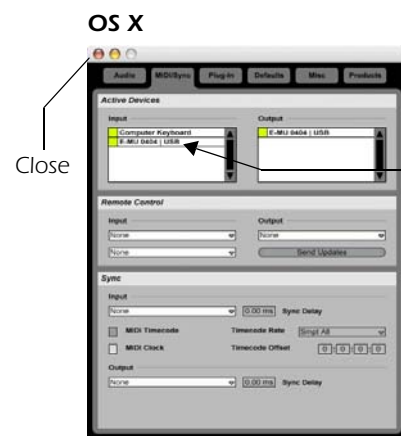 OS X
Audio MIDI/Sync Plug-In Defaults Misc Products
Active Devices
Input Output
Computer Keyboard E-MU 0404 | USB
E-MU 0404 | USB
Close
Remote Control
Input Output
None None
None Send Updates
Sync
Input
None 0.00 ms Sync Delay
MIDI Timecode Timecode Rate Smpt All
MIDI Clock Timecode Offset 0 : 0 : 0 : 0
Output
None 0.00 ms Sync Delay